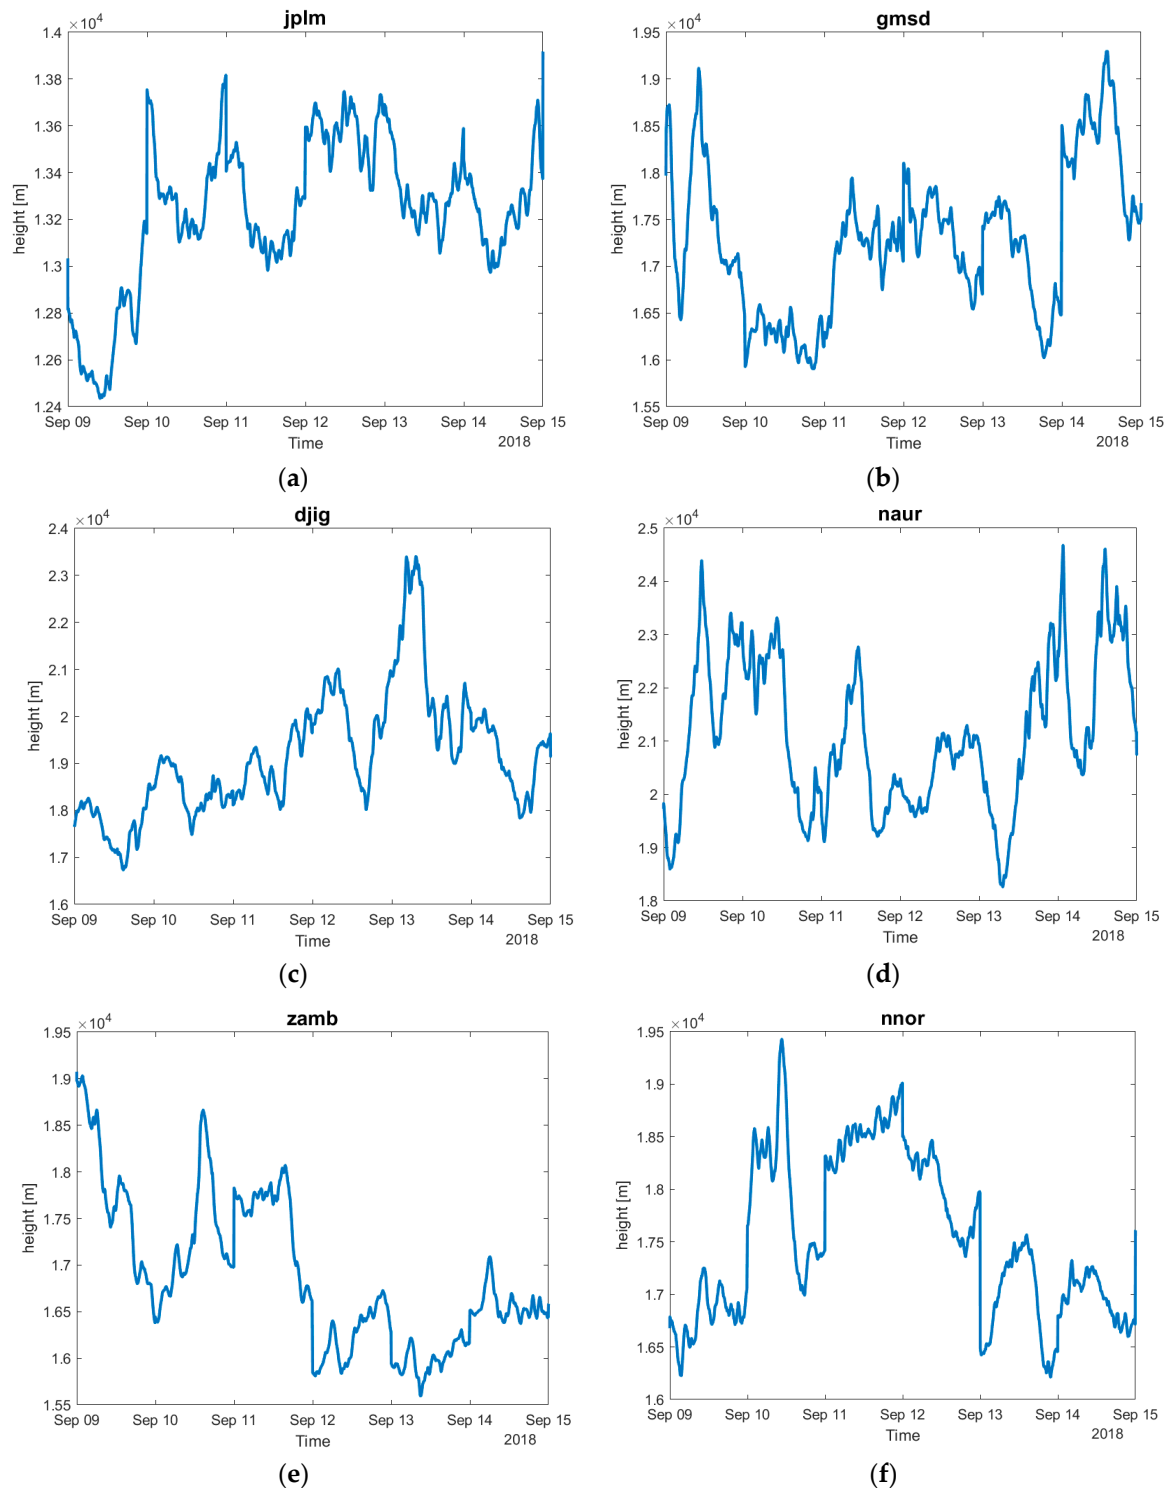 jplm
×10⁴
1.4
1.38
1.36
1.34
1.32
1.3
1.28
1.26
1.24
height [m]
Sep 09 Sep 10 Sep 11 Sep 12 Sep 13 Sep 14 Sep 15
Time 2018
(a)
gmsd
×10⁴
1.95
1.9
1.85
1.8
1.75
1.7
1.65
1.6
1.55
height [m]
Sep 09 Sep 10 Sep 11 Sep 12 Sep 13 Sep 14 Sep 15
Time 2018
(b)
djig
×10⁴
2.4
2.3
2.2
2.1
2
1.9
1.8
1.7
1.6
height [m]
Sep 09 Sep 10 Sep 11 Sep 12 Sep 13 Sep 14 Sep 15
Time 2018
(c)
naur
×10⁴
2.5
2.4
2.3
2.2
2.1
2
1.9
1.8
height [m]
Sep 09 Sep 10 Sep 11 Sep 12 Sep 13 Sep 14 Sep 15
Time 2018
(d)
zamb
×10⁴
1.95
1.9
1.85
1.8
1.75
1.7
1.65
1.6
1.55
height [m]
Sep 09 Sep 10 Sep 11 Sep 12 Sep 13 Sep 14 Sep 15
Time 2018
(e)
nnor
×10⁴
1.95
1.9
1.85
1.8
1.75
1.7
1.65
1.6
height [m]
Sep 09 Sep 10 Sep 11 Sep 12 Sep 13 Sep 14 Sep 15
Time 2018
(f)